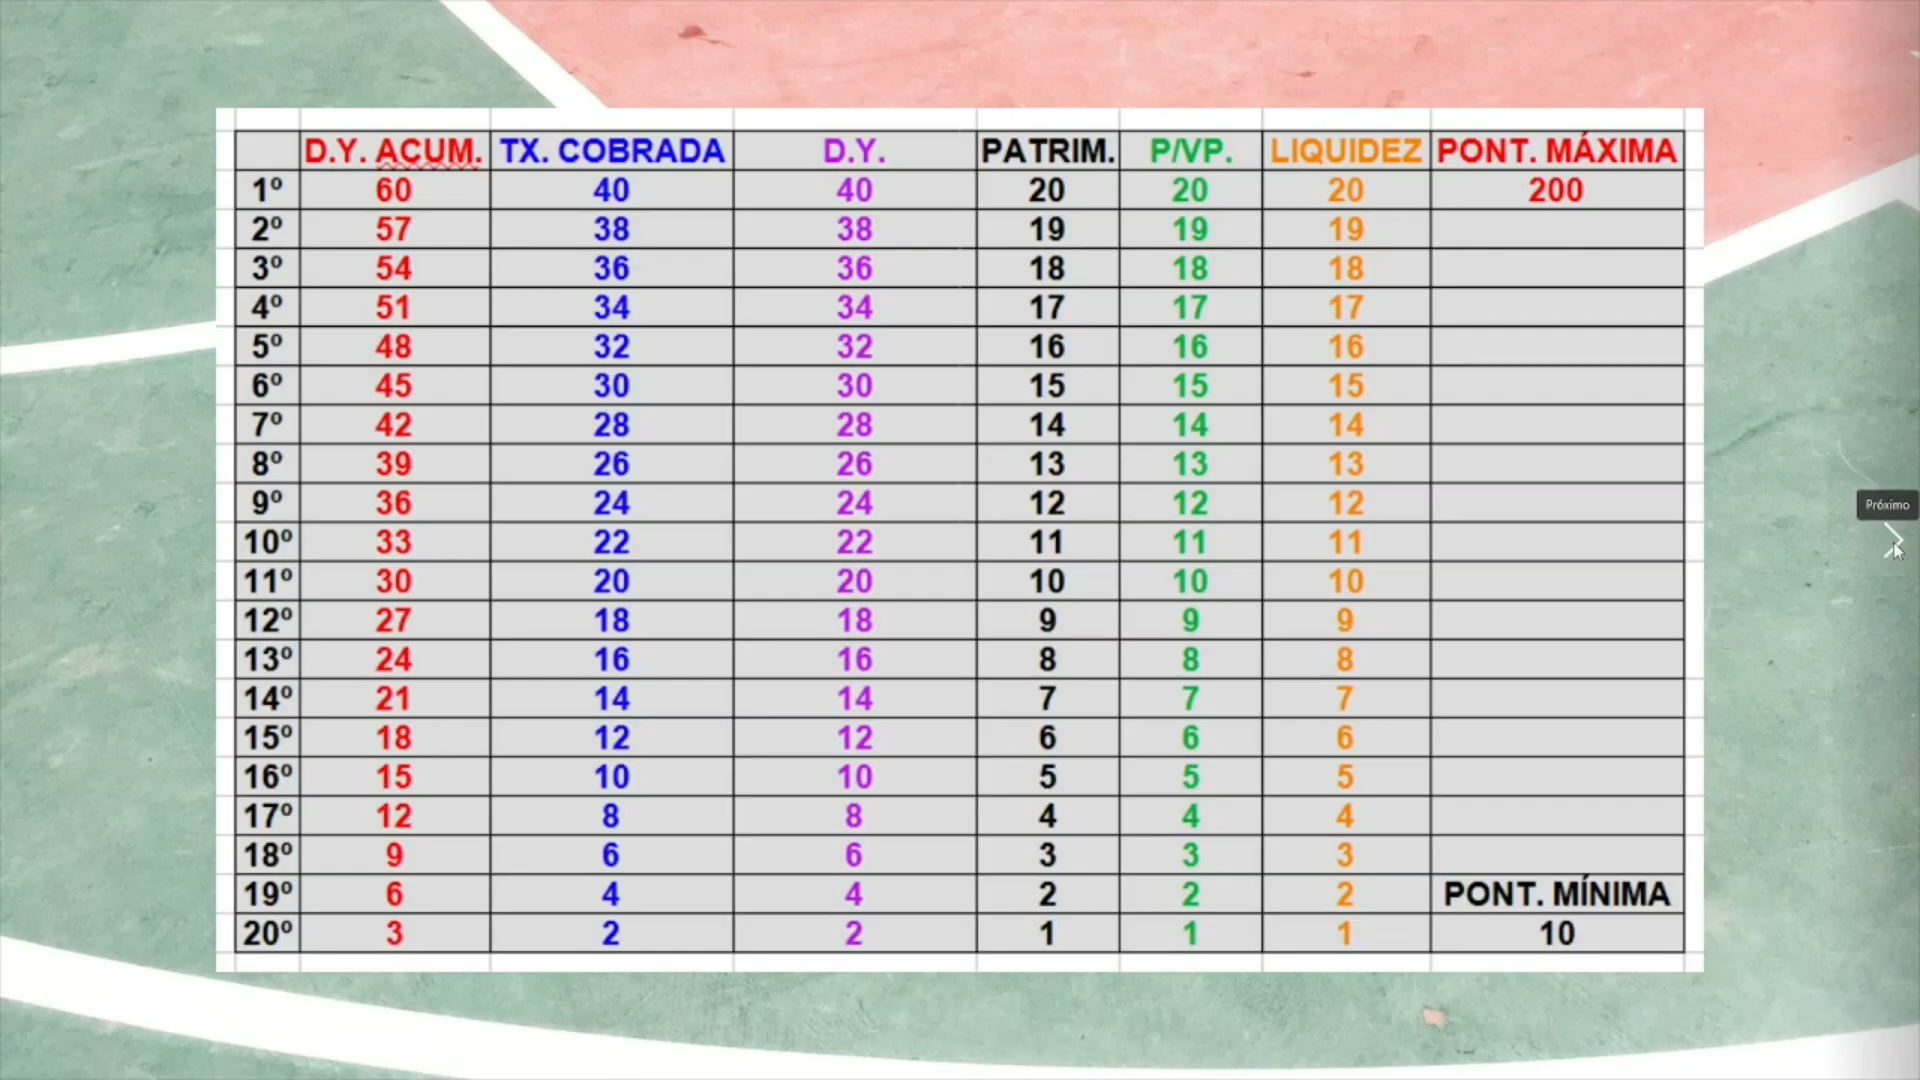 D.Y. ACUM. TX. COBRADA D.Y. PATRIM. P/VP. LIQUIDEZ PONT. MÁXIMA
1º 60 40 40 20 20 20 200
2º 57 38 38 19 19 19
3º 54 36 36 18 18 18
4º 51 34 34 17 17 17
5º 48 32 32 16 16 16
6º 45 30 30 15 15 15
7º 42 28 28 14 14 14
8º 39 26 26 13 13 13
9º 36 24 24 12 12 12
Próximo
10º 33 22 22 11 11 11
11º 30 20 20 10 10 10
12º 27 18 18 9 9 9
13º 24 16 16 8 8 8
14º 21 14 14 7 7 7
15º 18 12 12 6 6 6
16º 15 10 10 5 5 5
17º 12 8 8 4 4 4
18º 9 6 6 3 3 3
19º 6 4 4 2 2 2 PONT. MÍNIMA
20º 3 2 2 1 1 1 10